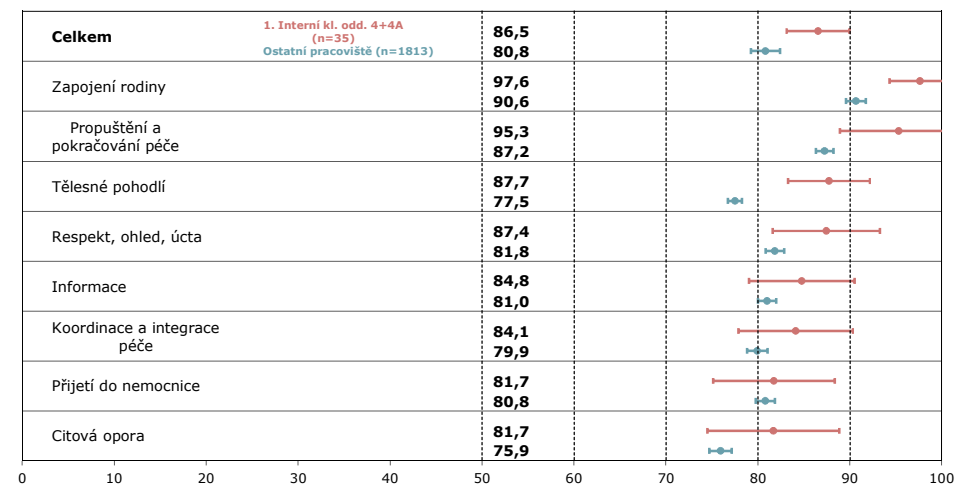 Celkem
1. Interní kl. odd. 4+4A
(n=35)
Ostatní pracoviště (n=1813)
86,5
80,8
Zapojení rodiny
97,6
90,6
Propuštění a
pokračování péče
95,3
87,2
Tělesné pohodlí
87,7
77,5
Respekt, ohled, úcta
87,4
81,8
Informace
84,8
81,0
Koordinace a integrace
péče
84,1
79,9
Přijetí do nemocnice
81,7
80,8
Citová opora
81,7
75,9
0 10 20 30 40 50 60 70 80 90 100